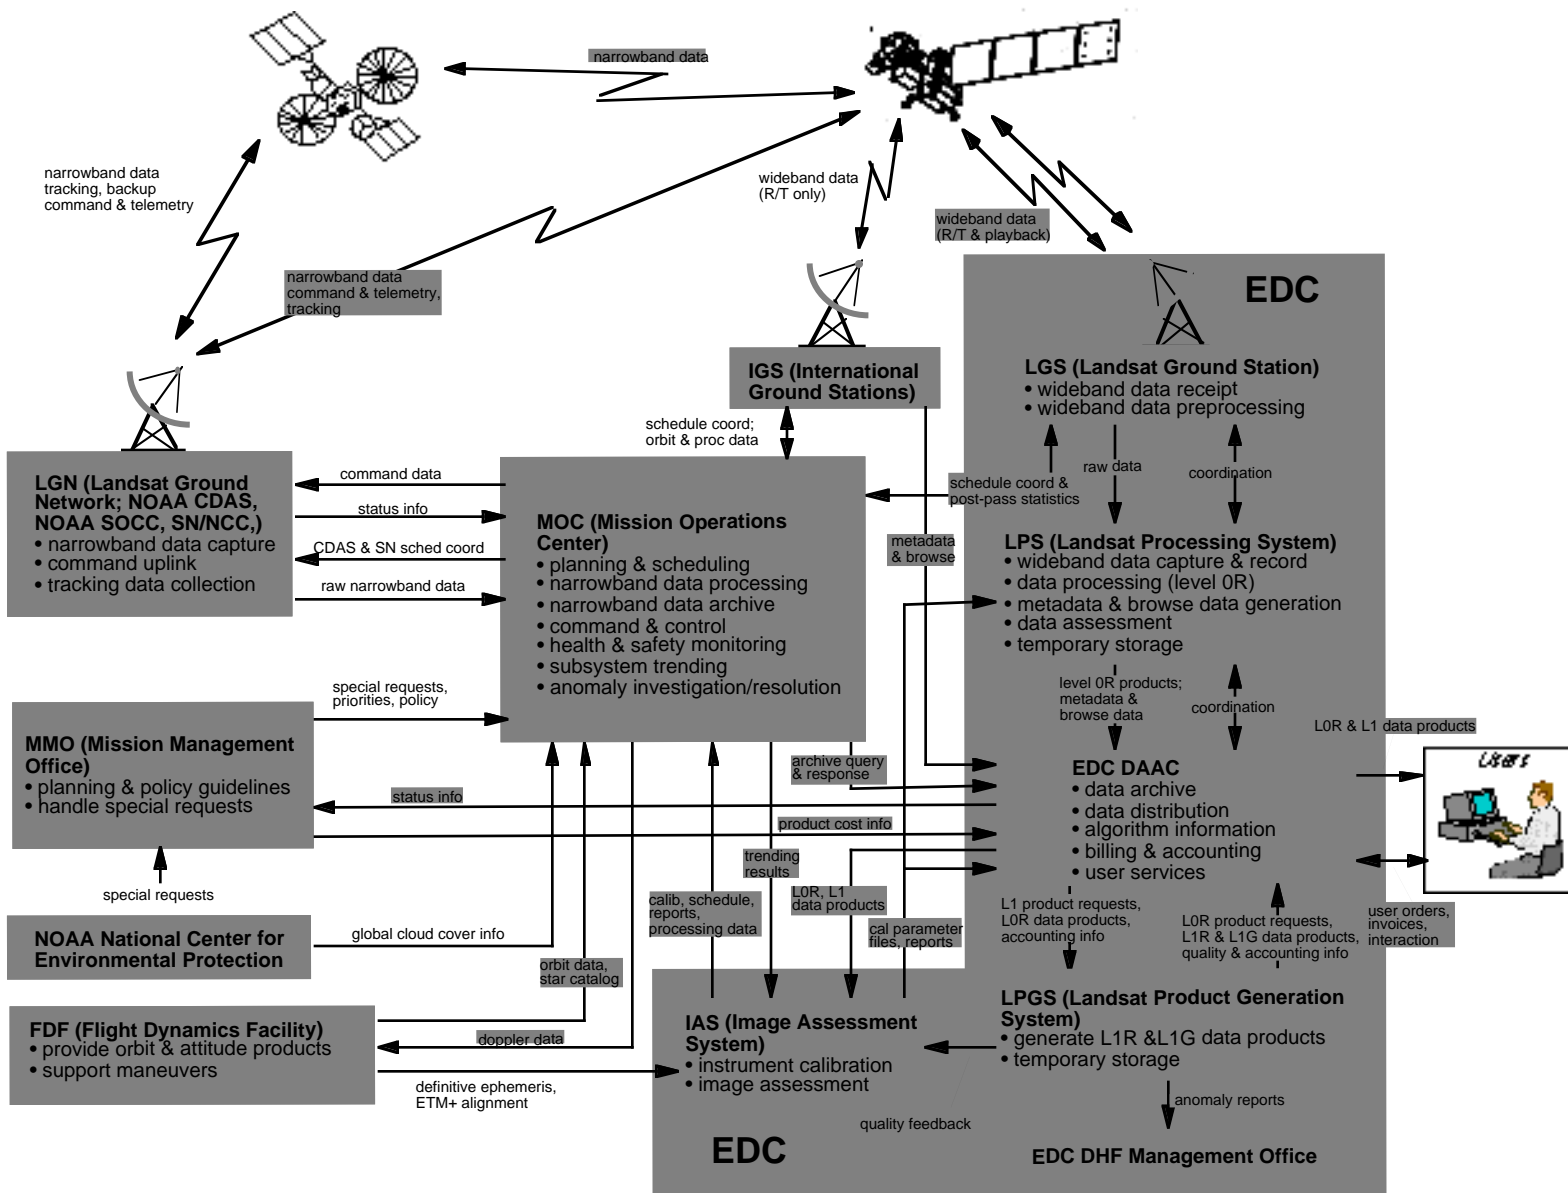 narrowband data
narrowband data
tracking, backup
command & telemetry
wideband data
(R/T only)
wideband data
(R/T & playback)
narrowband data
command & telemetry,
tracking
EDC
IGS (International
Ground Stations)
LGS (Landsat Ground Station)
• wideband data receipt
• wideband data preprocessing
schedule coord;
orbit & proc data
raw data
coordination
schedule coord &
post-pass statistics
LGN (Landsat Ground
Network; NOAA CDAS,
NOAA SOCC, SN/NCC,)
• narrowband data capture
• command uplink
• tracking data collection
command data
status info
CDAS & SN sched coord
raw narrowband data
MOC (Mission Operations
Center)
• planning & scheduling
• narrowband data processing
• narrowband data archive
• command & control
• health & safety monitoring
• subsystem trending
• anomaly investigation/resolution
metadata
& browse
LPS (Landsat Processing System)
• wideband data capture & record
• data processing (level 0R)
• metadata & browse data generation
• data assessment
• temporary storage
special requests,
priorities, policy
level 0R products;
metadata &
browse data
coordination
L0R & L1 data products
MMO (Mission Management
Office)
• planning & policy guidelines
• handle special requests
status info
archive query
& response
product cost info
EDC DAAC
• data archive
• data distribution
• algorithm information
• billing & accounting
• user services
Users
special requests
trending
results
calib, schedule,
reports,
processing data
L0R, L1
data products
cal parameter
files, reports
L1 product requests,
L0R data products,
accounting info
L0R product requests,
L1R & L1G data products,
quality & accounting info
user orders,
invoices,
interaction
NOAA National Center for
Environmental Protection
global cloud cover info
orbit data,
star catalog
FDF (Flight Dynamics Facility)
• provide orbit & attitude products
• support maneuvers
doppler data
definitive ephemeris,
ETM+ alignment
IAS (Image Assessment
System)
• instrument calibration
• image assessment
LPGS (Landsat Product Generation
System)
• generate L1R &L1G data products
• temporary storage
quality feedback
anomaly reports
EDC
EDC DHF Management Office